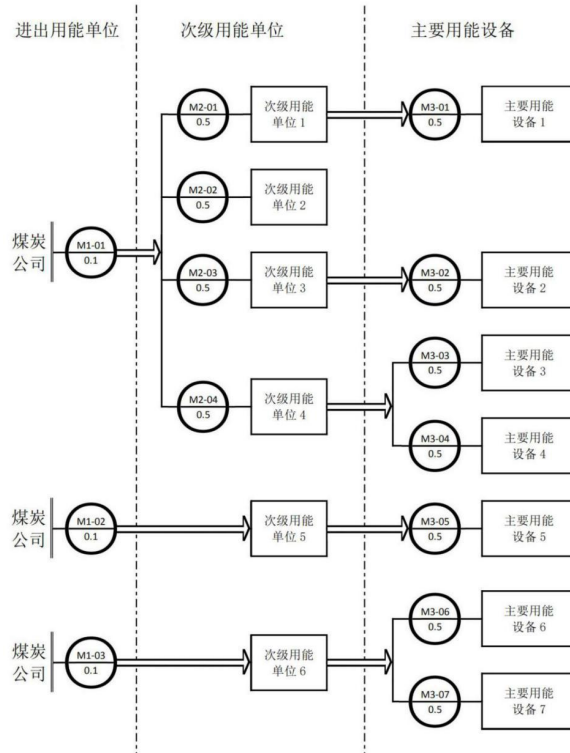 进出用能单位
次级用能单位
主要用能设备
M2-01
0.5
次级用能
单位 1
M3-01
0.5
主要用能
设备 1
M2-02
0.5
次级用能
单位 2
煤炭
公司
M1-01
0.1
M2-03
0.5
次级用能
单位 3
M3-02
0.5
主要用能
设备 2
M3-03
0.5
主要用能
设备 3
M2-04
0.5
次级用能
单位 4
M3-04
0.5
主要用能
设备 4
煤炭
公司
M1-02
0.1
次级用能
单位 5
M3-05
0.5
主要用能
设备 5
M3-06
0.5
主要用能
设备 6
煤炭
公司
M1-03
0.1
次级用能
单位 6
M3-07
0.5
主要用能
设备 7